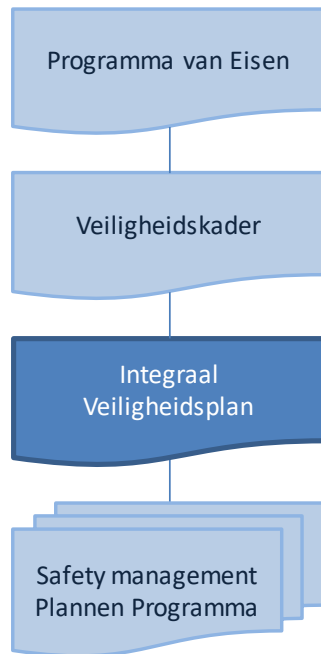 Programma van Eisen
Veiligheidskader
Integraal
Veiligheidsplan
Safety management
Plannen Programma